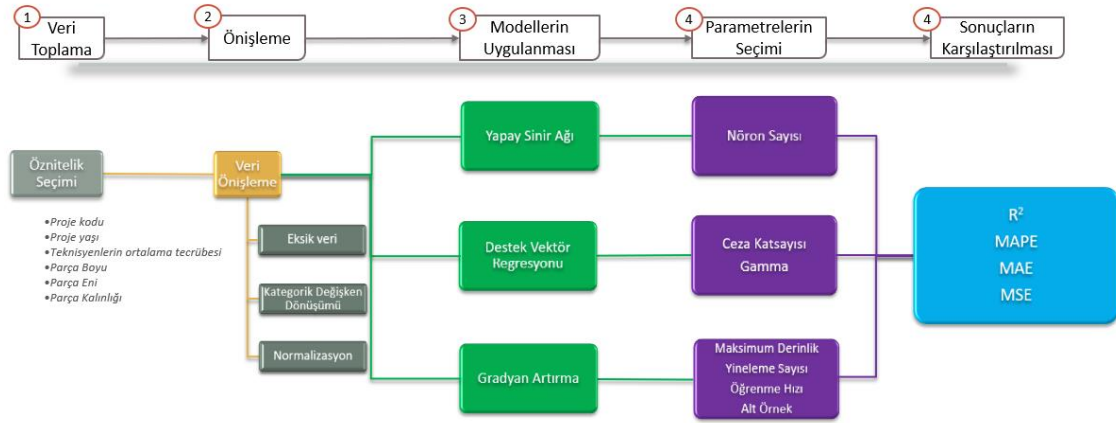 1
Veri
Toplama
2
Önişleme
3
Modellerin
Uygulanması
4
Parametrelerin
Seçimi
4
Sonuçların
Karşılaştırılması
Öznitelik
Seçimi
•Proje kodu
•Proje yaşı
•Teknisyenlerin ortalama tecrübesi
•Parça Boyu
•Parça Eni
•Parça Kalınlığı
Veri
Önişleme
Eksik veri
Kategorik Değişken
Dönüşümü
Normalizasyon
Yapay Sinir Ağı
Destek Vektör
Regresyonu
Gradyan Artırma
Nöron Sayısı
Ceza Katsayısı
Gamma
Maksimum Derinlik
Yineleme Sayısı
Öğrenme Hızı
Alt Örnek
R²
MAPE
MAE
MSE